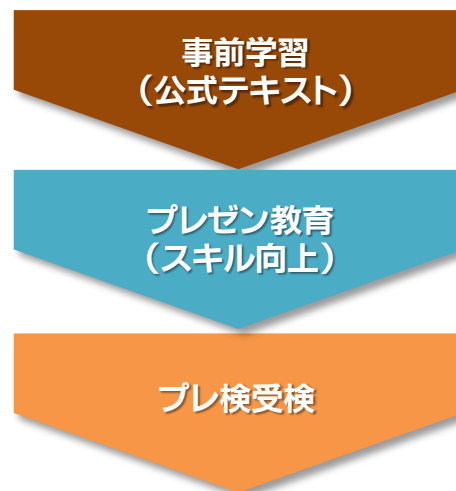 事前学習
（公式テキスト）
プレゼン教育
（スキル向上）
プレ検受検